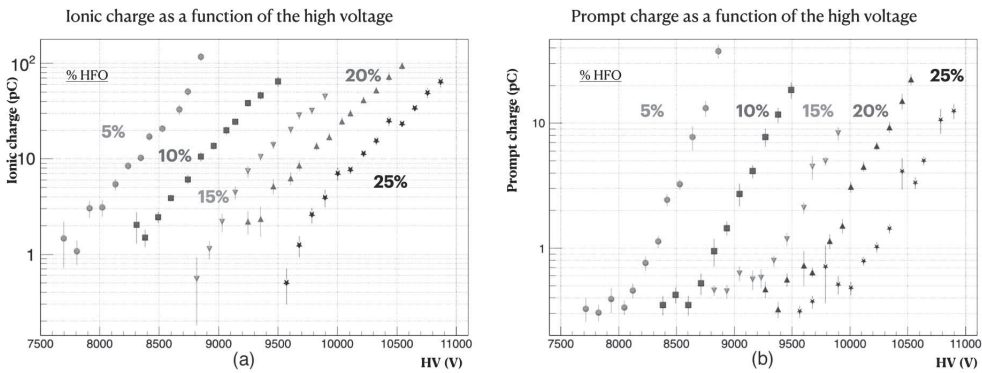 Ionic charge as a function of the high voltage
Ionic charge (pC)
% HFO
10²
10
1
5%
10%
15%
20%
25%
7500 8000 8500 9000 9500 10000 10500 11000
HV (V)
(a)
Prompt charge as a function of the high voltage
Prompt charge (pC)
% HFO
10
1
5%
10%
15%
20%
25%
7500 8000 8500 9000 9500 10000 10500 11000
HV (V)
(b)